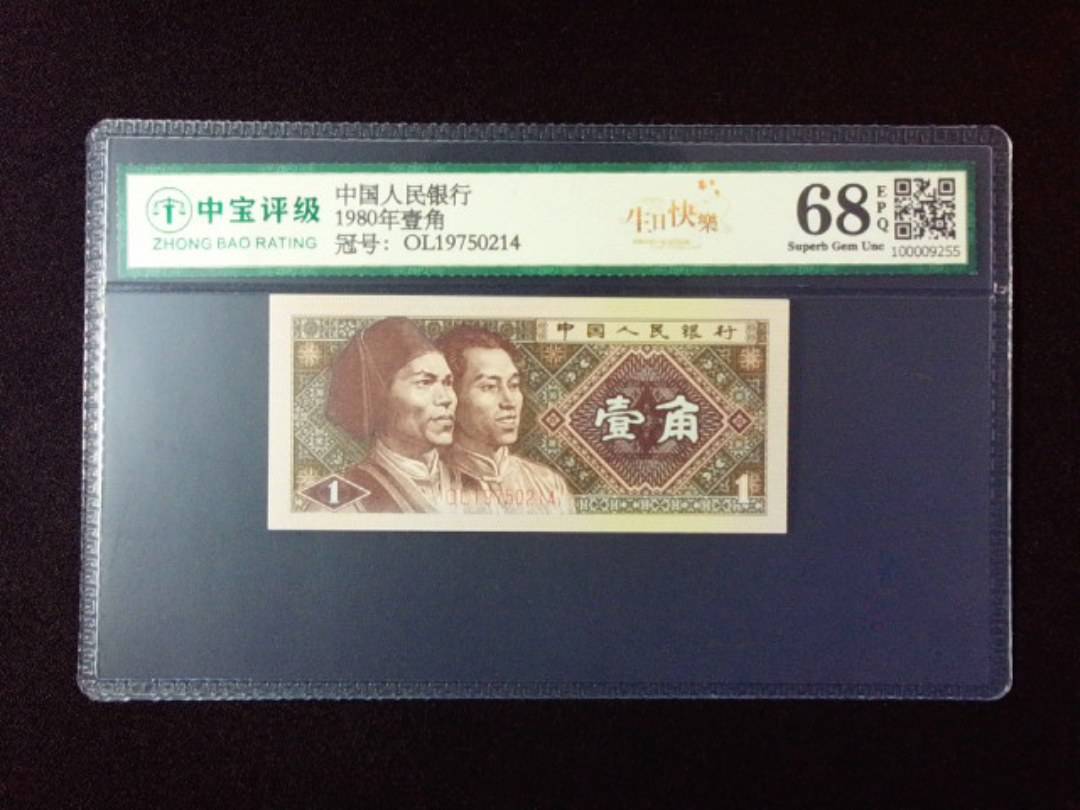 中宝评级
ZHONG BAO RATING
中国人民银行
1980年壹角
冠号: OL19750214
生日快樂
68
EPQ
Superb Gem Unc
100009255
中国人民银行
壹角
1
OL19750214
1